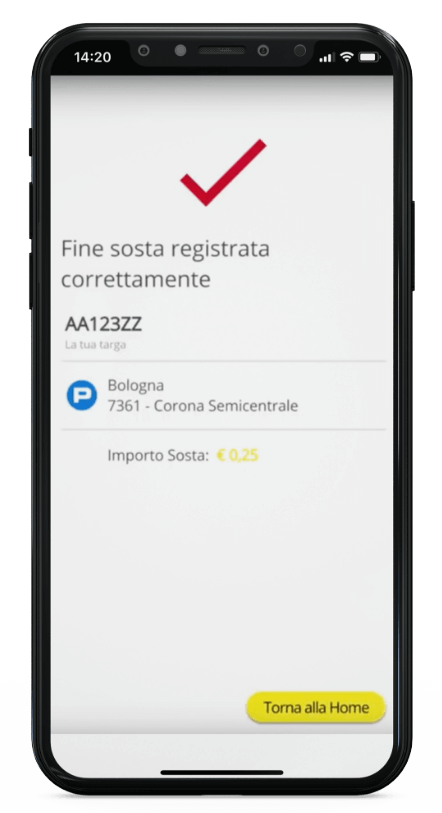 14:20
Fine sosta registrata
correttamente
AA123ZZ
La tua targa
P
Bologna
7361 - Corona Semicentrale
Importo Sosta: € 0,25
Torna alla Home